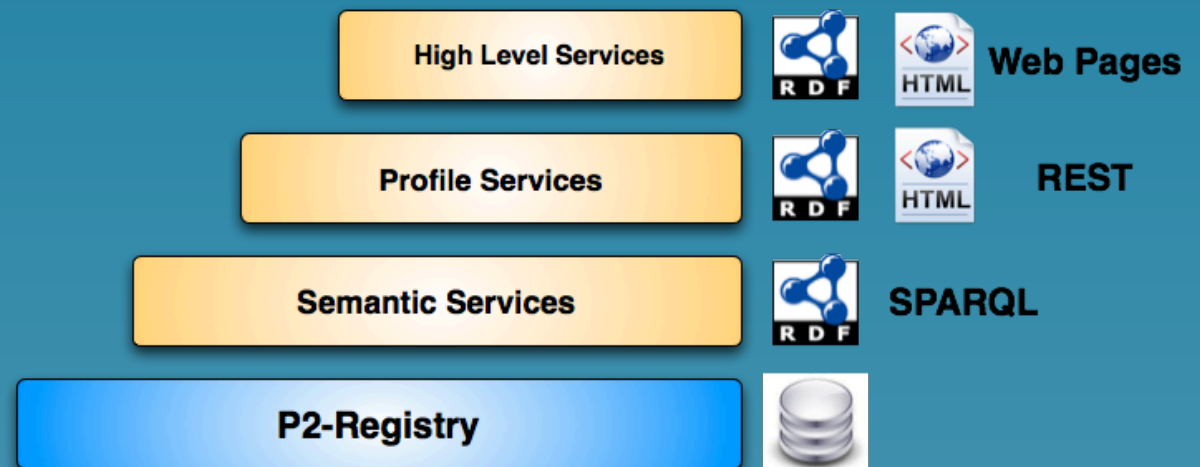 High Level Services
RDF
<HTML>
Web Pages
Profile Services
RDF
<HTML>
REST
Semantic Services
RDF
SPARQL
P2-Registry